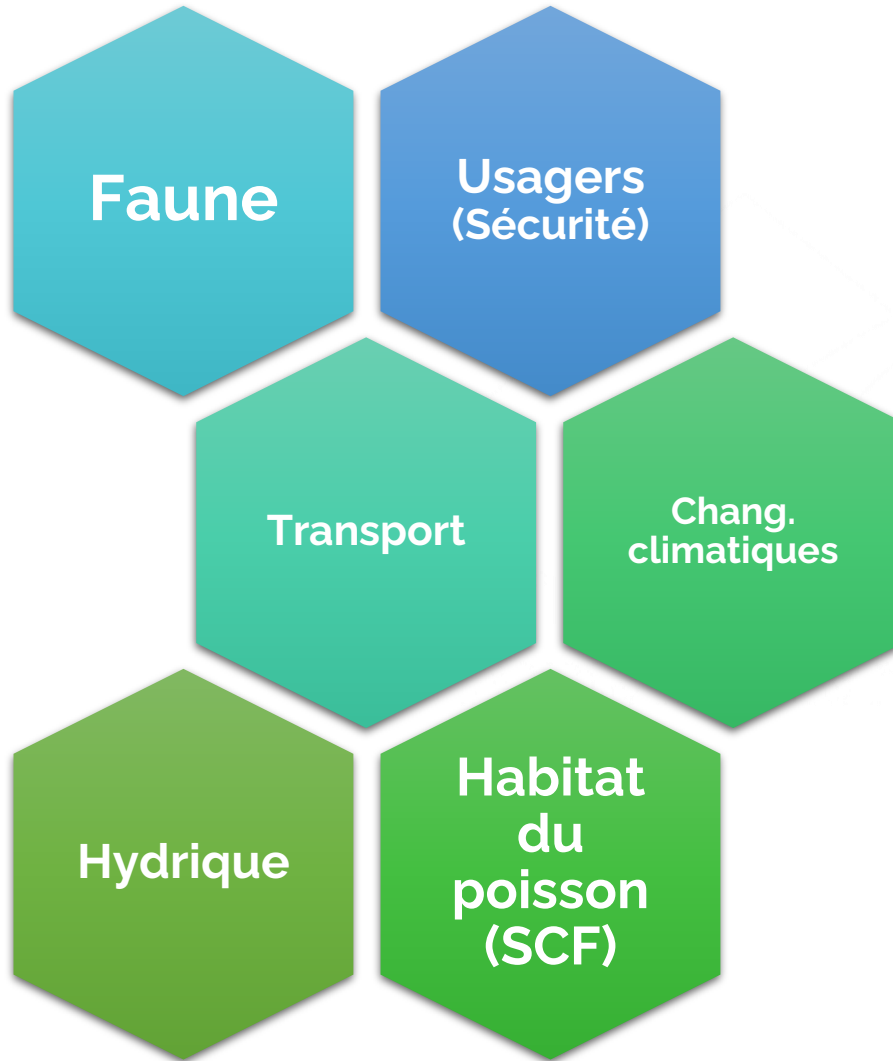 Faune
Usagers
(Sécurité)
Transport
Chang.
climatiques
Hydrique
Habitat
du
poisson
(SCF)